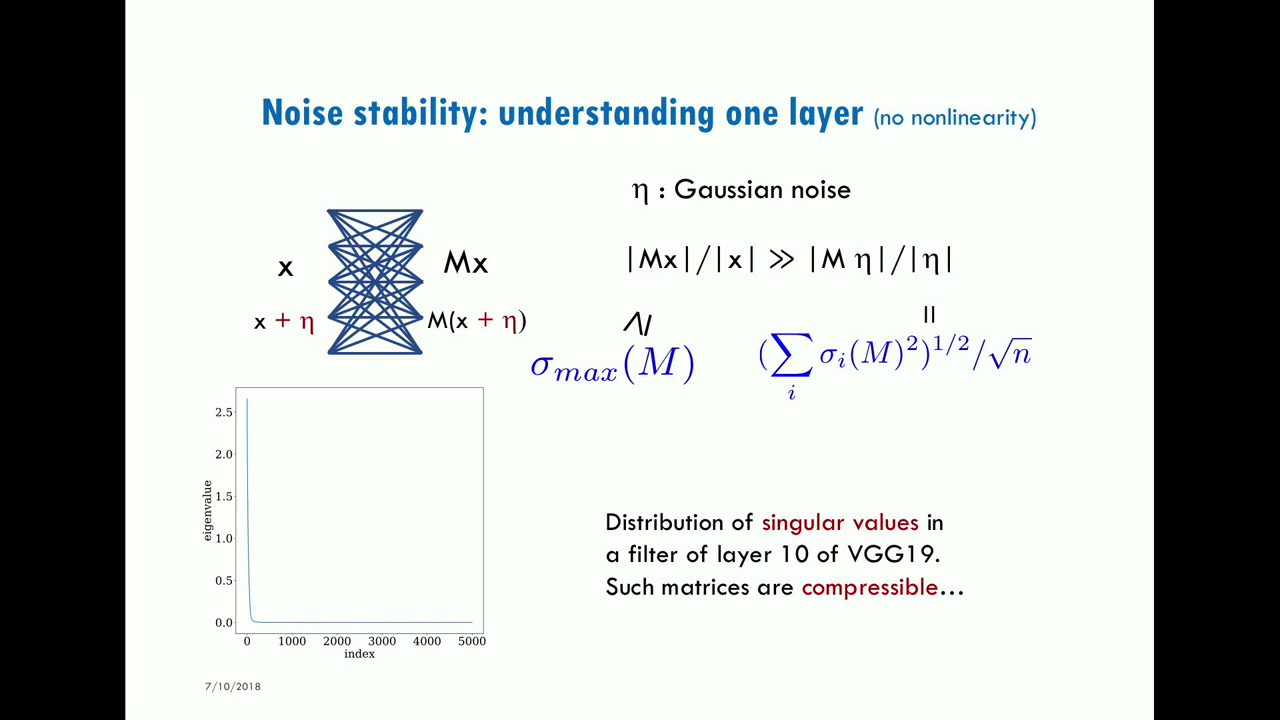 Noise stability: understanding one layer (no nonlinearity)
η : Gaussian noise
x
Mx
|Mx|/|x| ≫ |M η|/|η|
x + η
M(x + η)
≤
=
σ_max(M)
(∑_i σ_i(M)^2)^{1/2}/√n
eigenvalue
2.5
2.0
1.5
1.0
0.5
0.0
0 1000 2000 3000 4000 5000
index
Distribution of singular values in
a filter of layer 10 of VGG19.
Such matrices are compressible…
7/10/2018